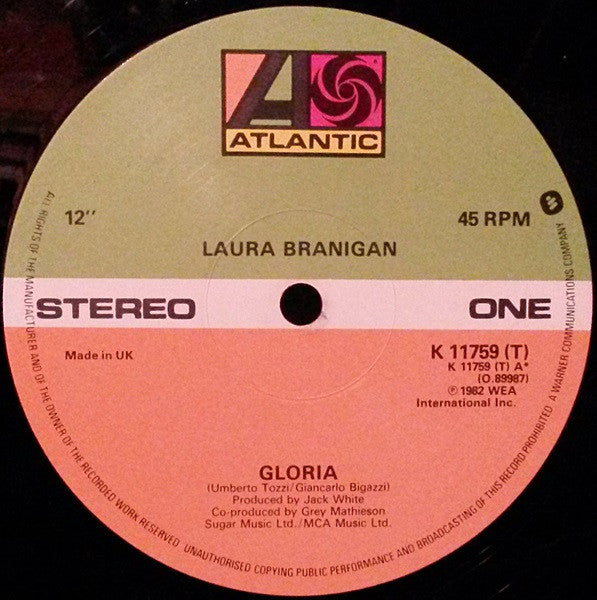 ATLANTIC
12"
45 RPM
LAURA BRANIGAN
STEREO
ONE
Made in UK
K 11759 (T)
K 11759 (T) A*
(O.89987)
℗ 1982 WEA
International Inc.
GLORIA
(Umberto Tozzi/Giancarlo Bigazzi)
Produced by Jack White
Co-produced by Grey Mathieson
Sugar Music Ltd./MCA Music Ltd.
ALL RIGHTS OF THE MANUFACTURER AND OF THE OWNER OF THE RECORDED WORK RESERVED UNAUTHORISED COPYING PUBLIC PERFORMANCE AND BROADCASTING OF THIS RECORD PROHIBITED A WARNER COMMUNICATIONS COMPANY